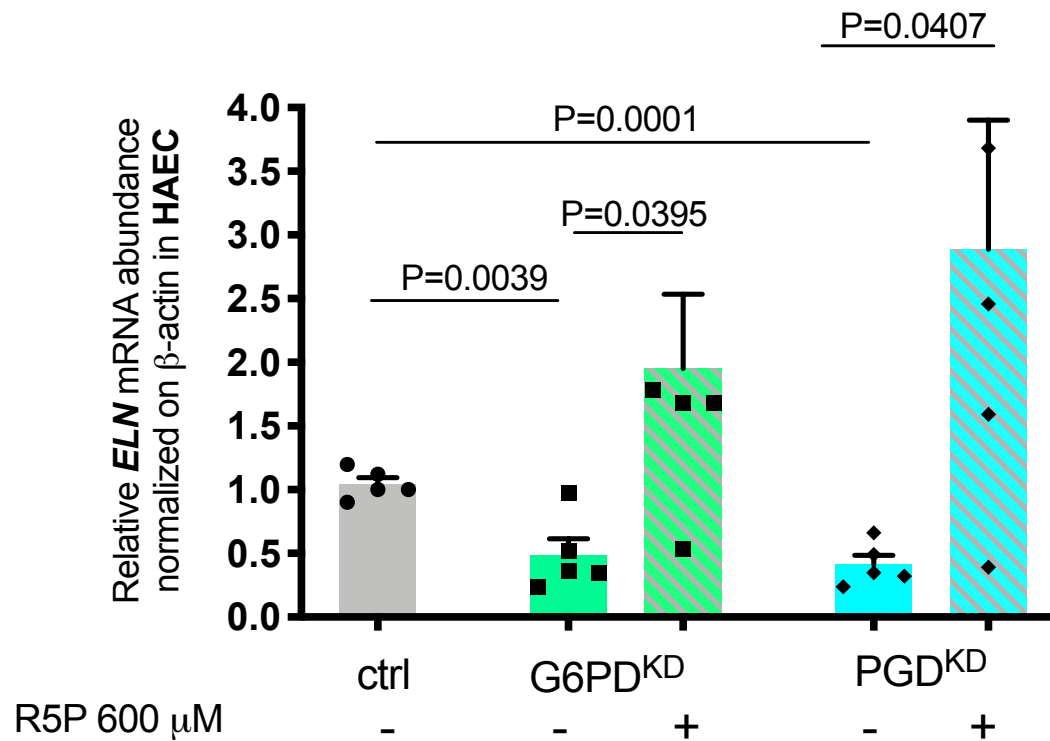 P=0.0407
P=0.0001
P=0.0395
P=0.0039
Relative ELN mRNA abundance
normalized on β-actin in HAEC
4.0
3.5
3.0
2.5
2.0
1.5
1.0
0.5
0.0
ctrl G6PDKD PGDKD
R5P 600 μM - - + - +